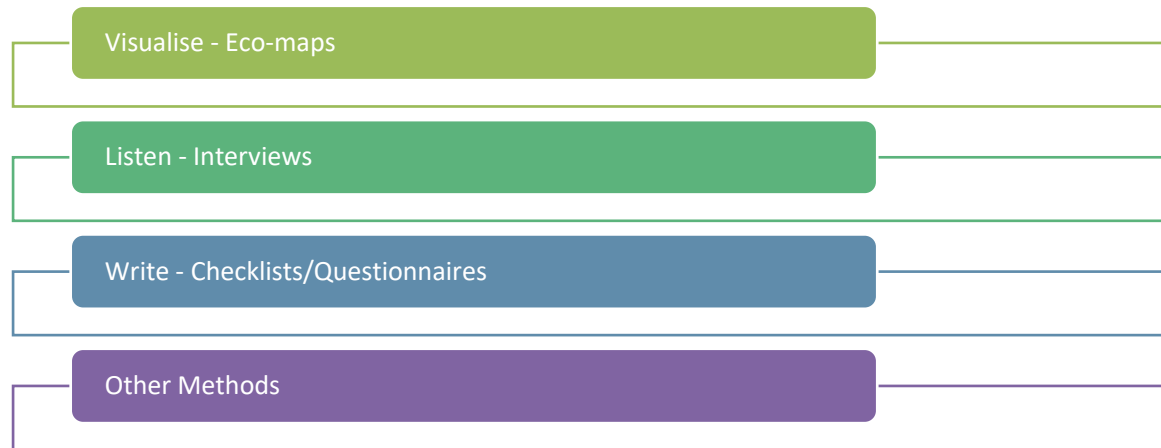 Visualise - Eco-maps
Listen - Interviews
Write - Checklists/Questionnaires
Other Methods